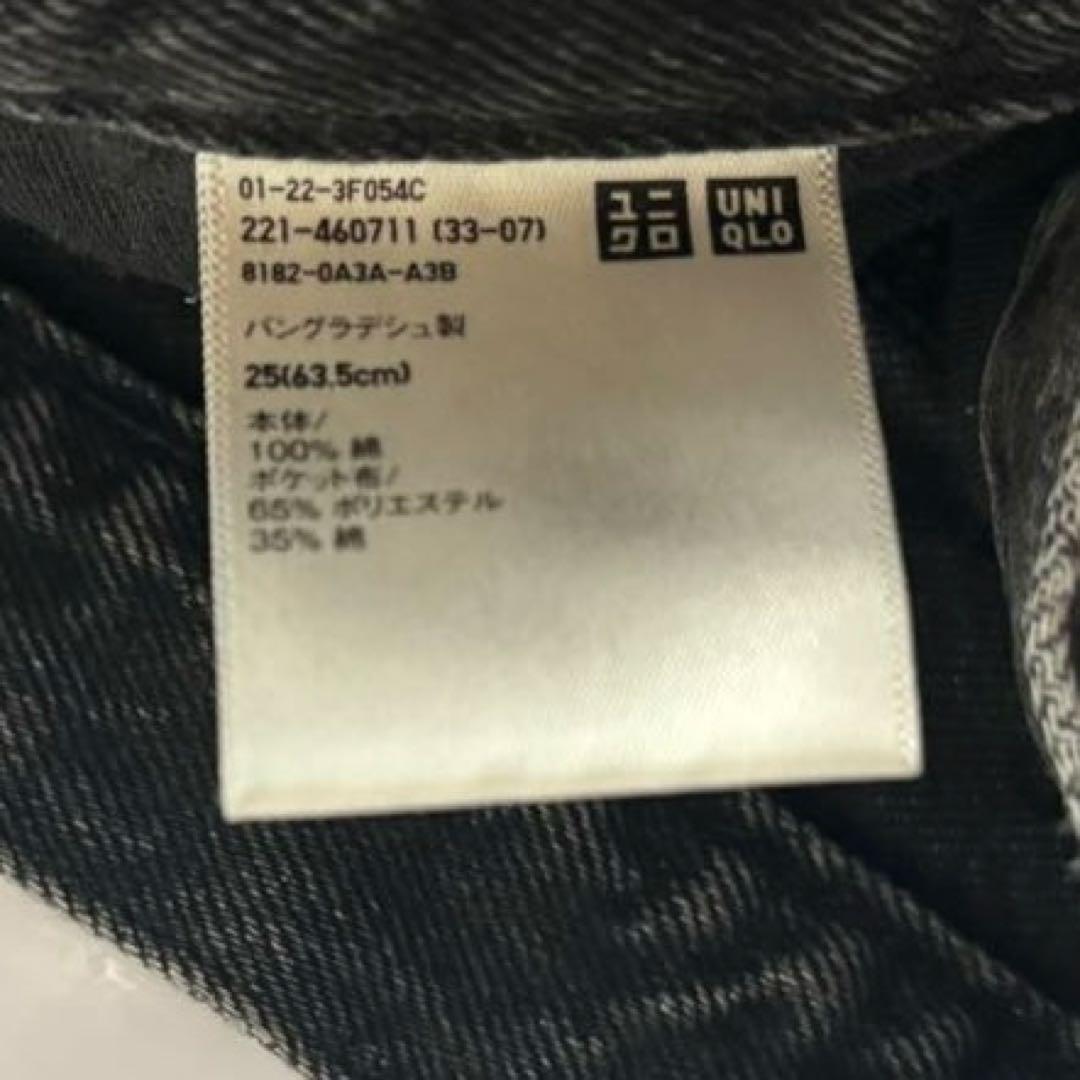 01-22-3F054C
221-460711 (33-07)
8182-0A3A-A3B
ユニ
クロ
UNI
QLO
バングラデシュ製
25(63.5cm)
本体/
100% 綿
ポケット布/
65% ポリエステル
35% 綿